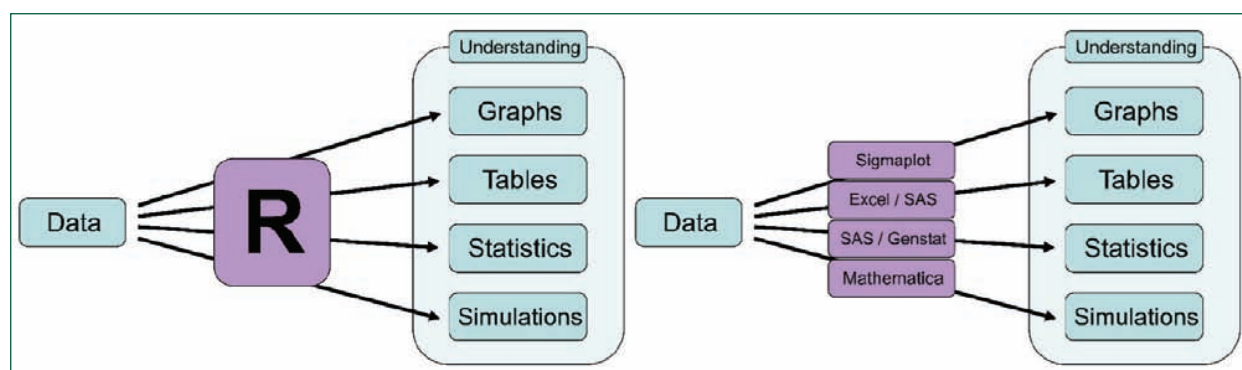 Understanding
Graphs
Tables
Statistics
Simulations
Data
R
Understanding
Graphs
Tables
Statistics
Simulations
Data
Sigmaplot
Excel / SAS
SAS / Genstat
Mathematica